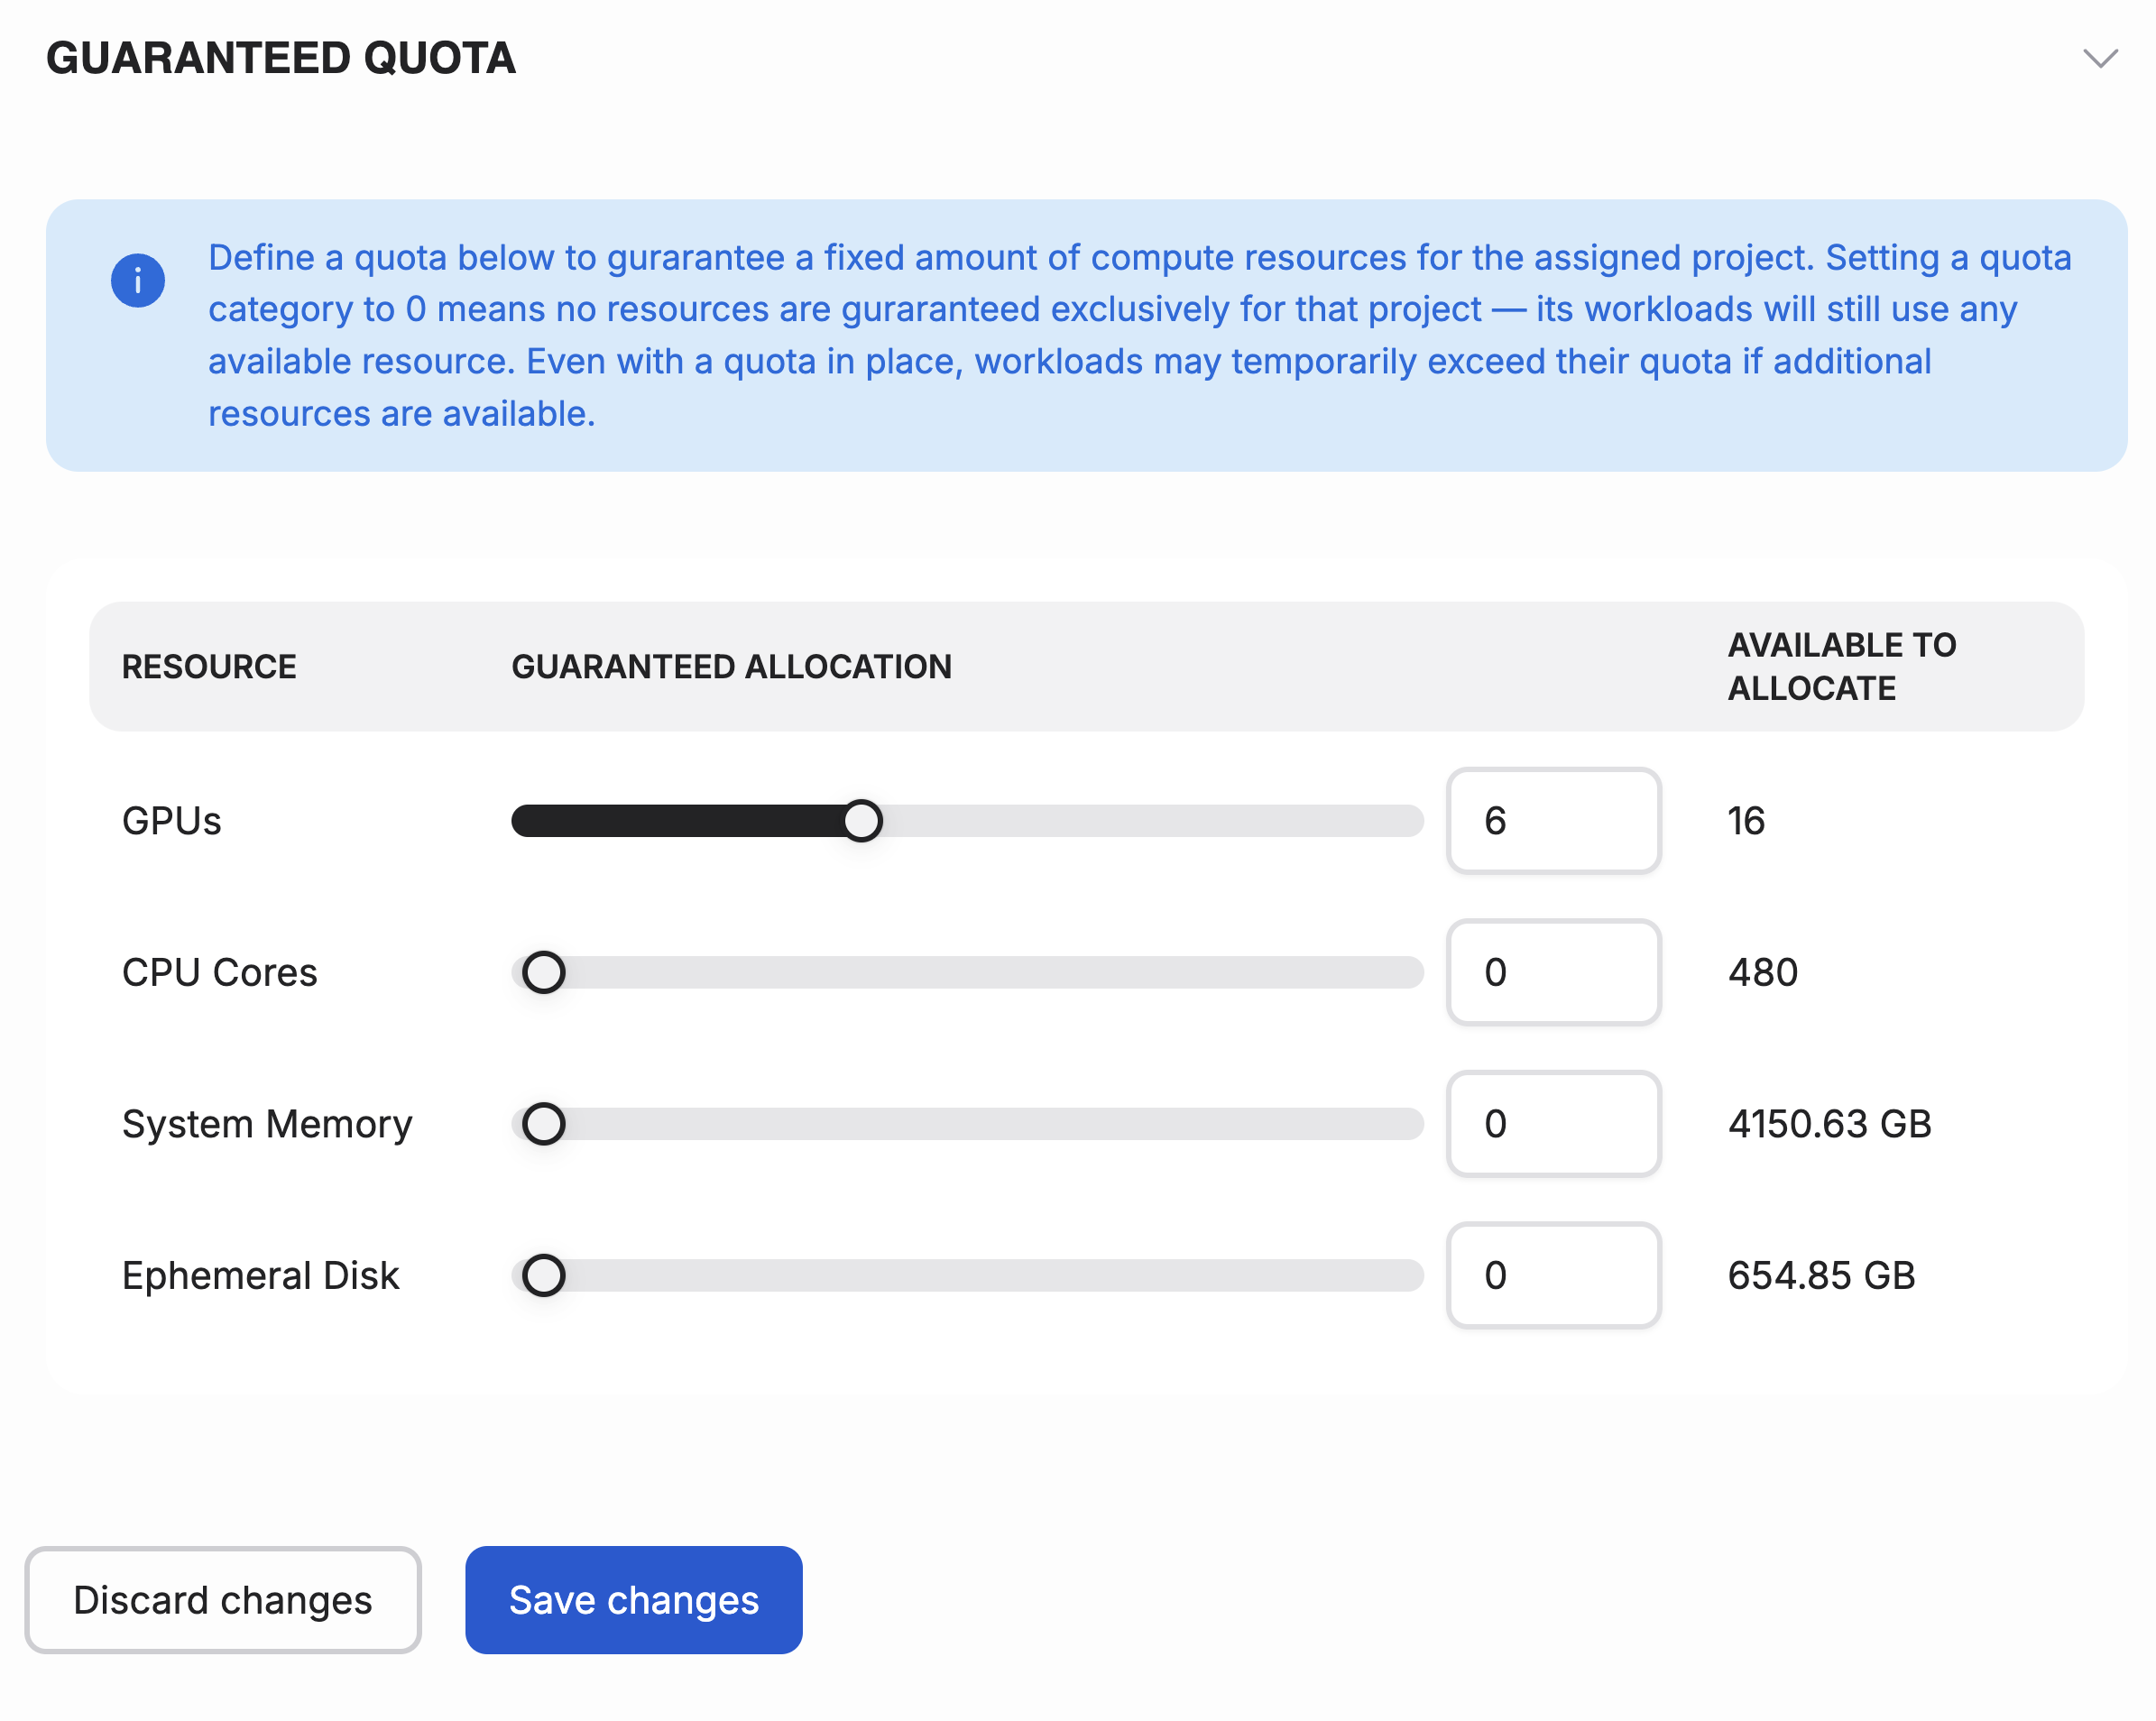 GUARANTEED QUOTA
Define a quota below to gurarantee a fixed amount of compute resources for the assigned project. Setting a quota
category to 0 means no resources are guraranteed exclusively for that project — its workloads will still use any
available resource. Even with a quota in place, workloads may temporarily exceed their quota if additional
resources are available.
RESOURCE GUARANTEED ALLOCATION AVAILABLE TO
ALLOCATE
GPUs 6 16
CPU Cores 0 480
System Memory 0 4150.63 GB
Ephemeral Disk 0 654.85 GB
Discard changes Save changes